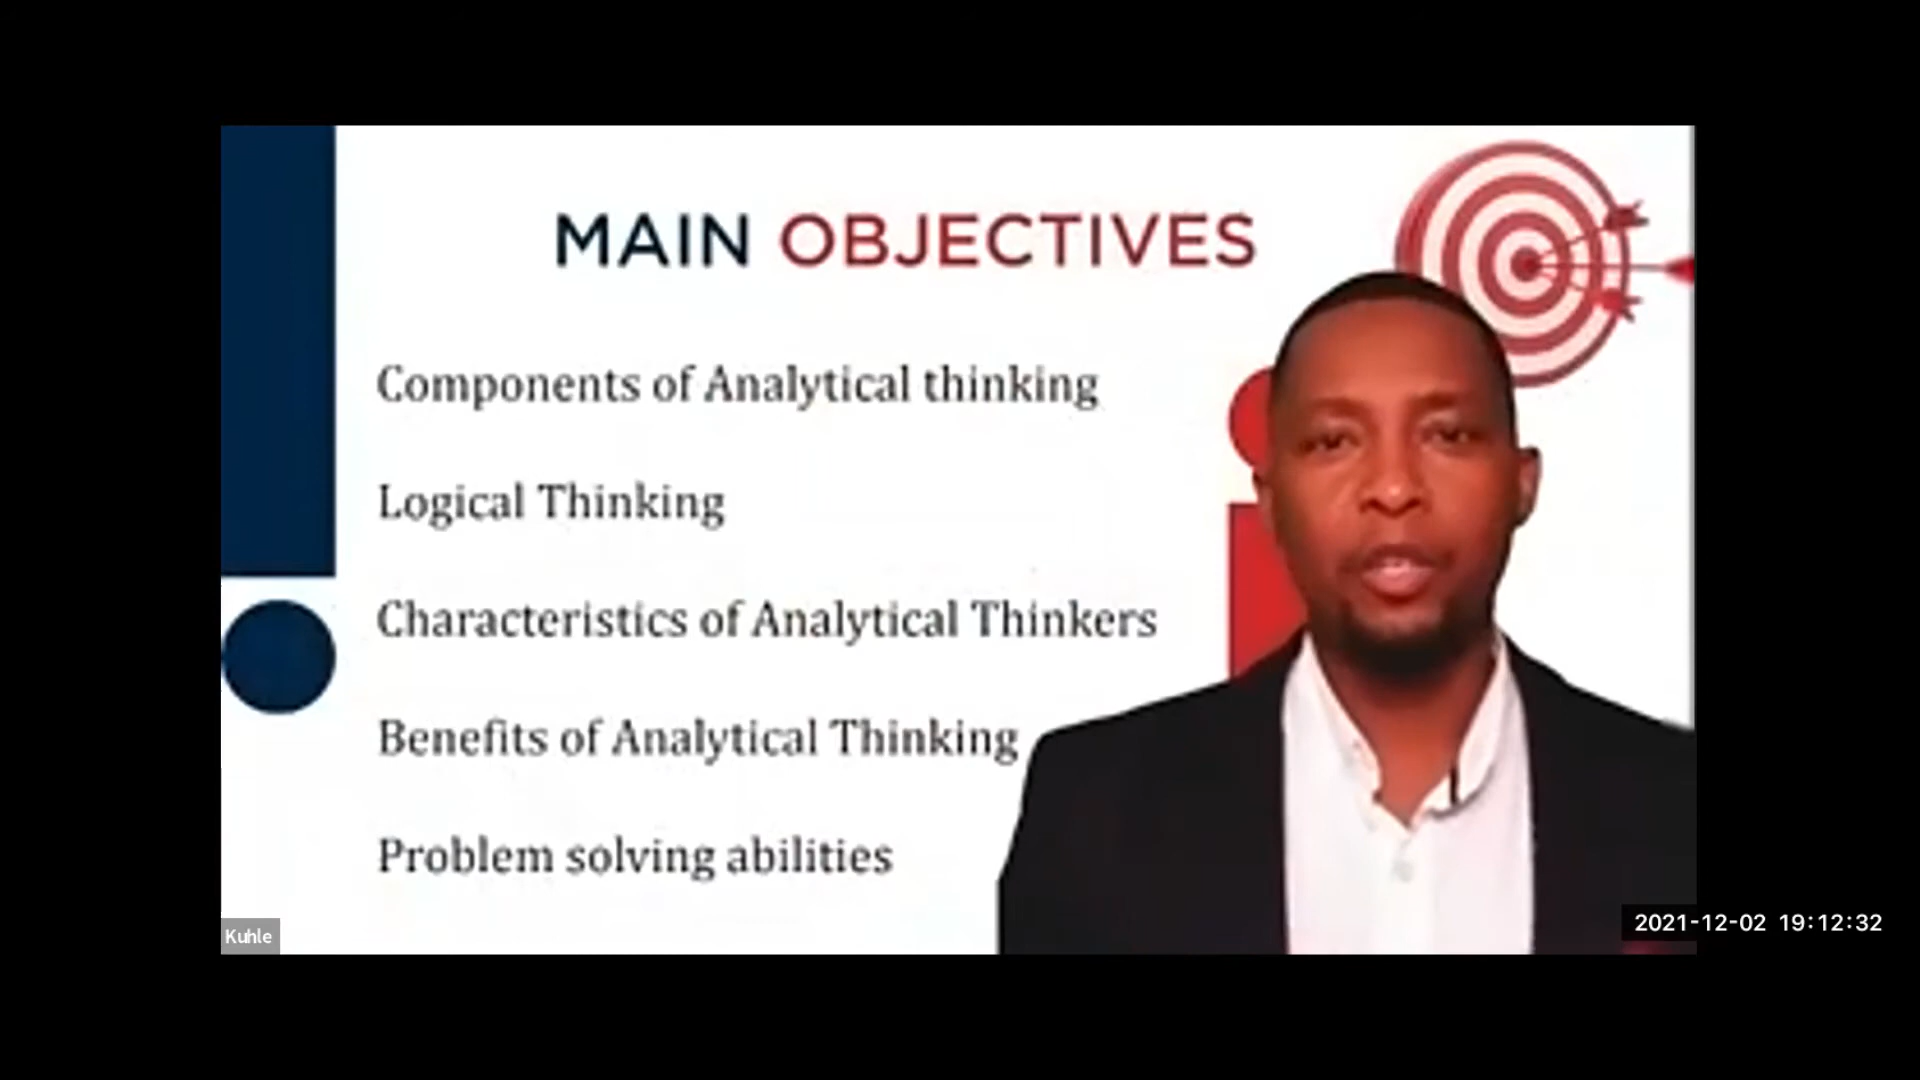 MAIN OBJECTIVES
Components of Analytical thinking
Logical Thinking
Characteristics of Analytical Thinkers
Benefits of Analytical Thinking
Problem solving abilities
Kuhle
2021-12-02 19:12:32